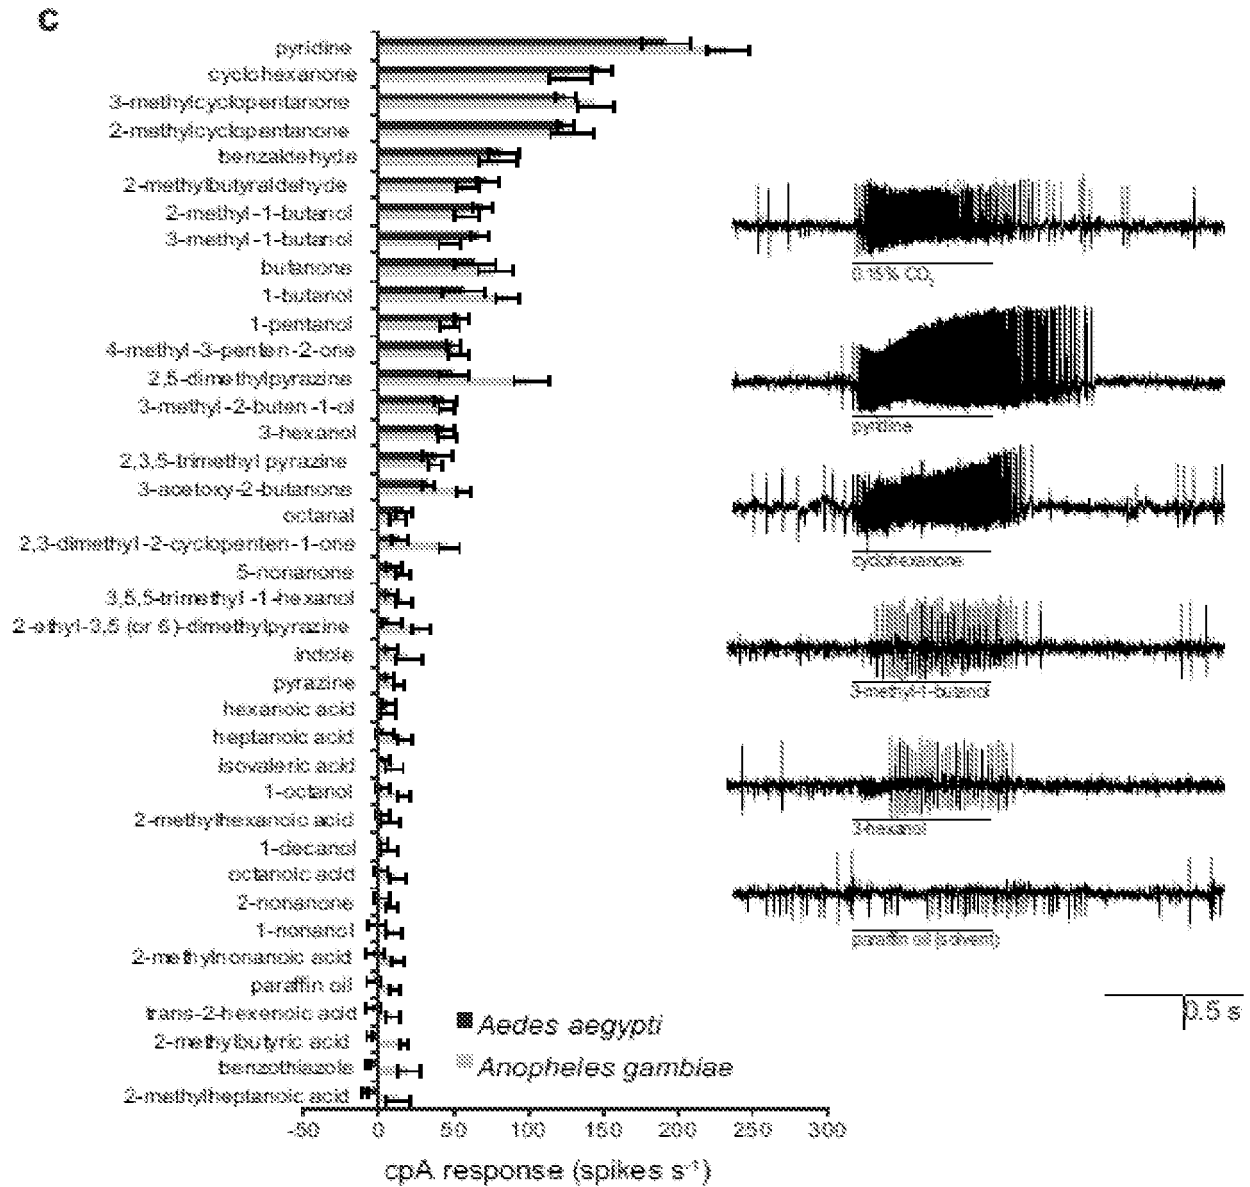 C
pyridine
cyclohexanone
3-methylcyclopentanone
2-methylcyclopentanone
benzaldehyde
2-methylbutyraldehyde
2-methyl-1-butanol
3-methyl-1-butanol
butanone
1-butanol
1-pentanol
4-methyl-3-penten-2-one
2,5-dimethylpyrazine
3-methyl-2-buten-1-ol
3-hexanol
2,3,5-trimethyl pyrazine
3-acetoxy-2-butanone
octanal
2,3-dimethyl-2-cyclopenten-1-one
5-nonanone
3,5,5-trimethyl-1-hexanol
2-ethyl-3,5 (or 6)-dimethylpyrazine
indole
pyrazine
hexanoic acid
heptanoic acid
isovaleric acid
1-octanol
2-methylhexanoic acid
1-decanol
octanoic acid
2-nonanone
1-nonanol
2-methylnonanoic acid
paraffin oil
trans-2-hexenoic acid
2-methylbutyric acid
benzothiazole
2-methylheptanoic acid
Aedes aegypti
Anopheles gambiae
-50 0 50 100 150 200 250 300
cpA response (spikes s⁻¹)
0.15% CO₂
pyridine
cyclohexanone
3-methyl-1-butanol
3-hexanol
paraffin oil (solvent)
0.5 s